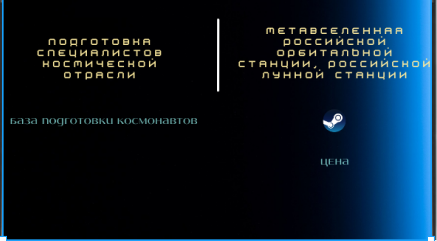 ПОДГОТОВКА
СПЕЦИАЛИСТОВ
КОСМИЧЕСКОЙ
ОТРАСЛИ
база подготовки космонавтов
МЕТАВСЕЛЕННАЯ
РОССИЙСКОЙ
ОРБИТАЛЬНОЙ
СТАНЦИИ, РОССИЙСКОЙ
ЛУННОЙ СТАНЦИИ
цена